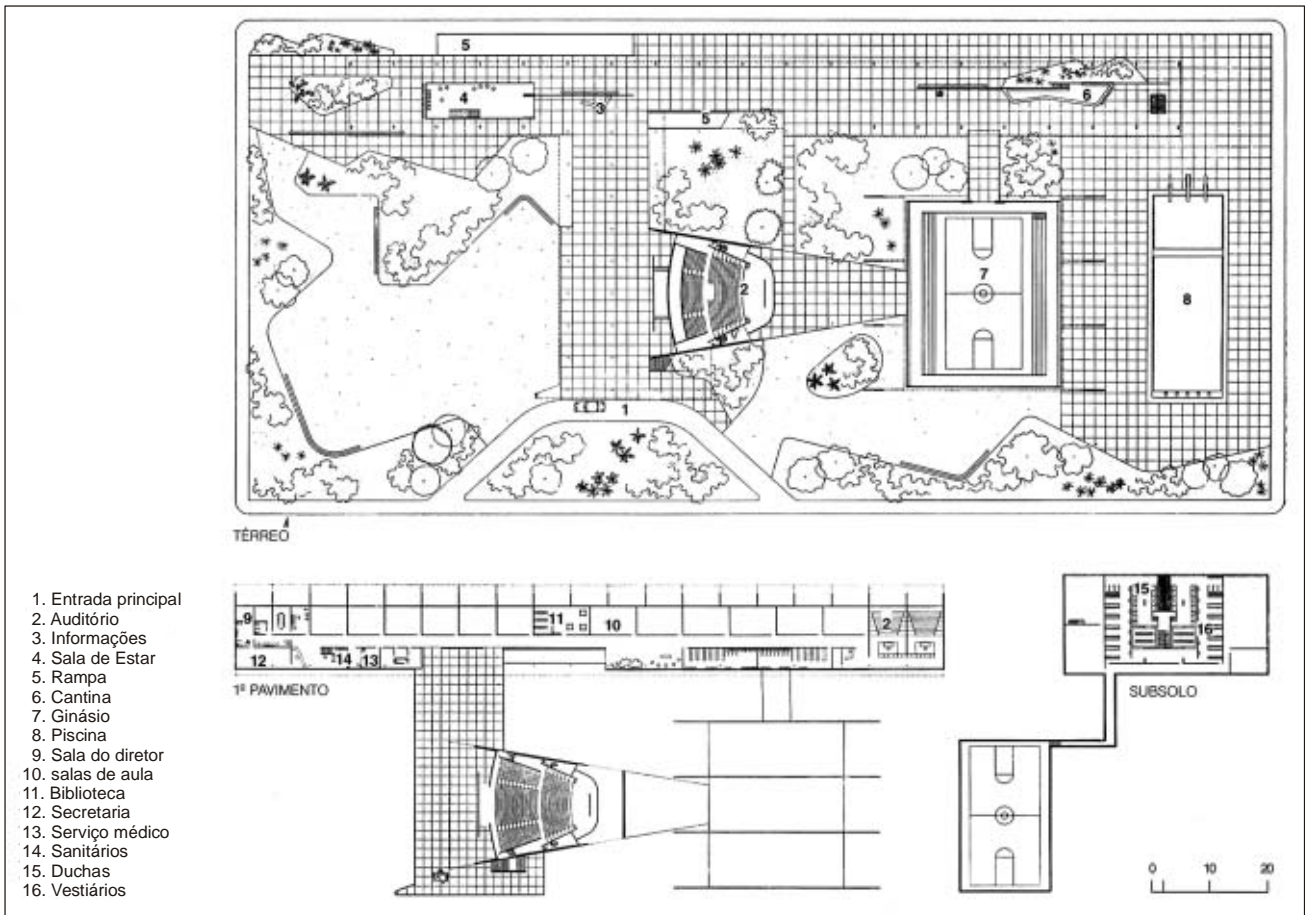 5
4
3
6
5
7
2
8
1
TÉRREO
1. Entrada principal
2. Auditório
3. Informações
4. Sala de Estar
5. Rampa
6. Cantina
7. Ginásio
8. Piscina
9. Sala do diretor
10. salas de aula
11. Biblioteca
12. Secretaria
13. Serviço médico
14. Sanitários
15. Duchas
16. Vestiários
9 11 10 2
12 14 13
1º PAVIMENTO
15
16
SUBSOLO
0 10 20